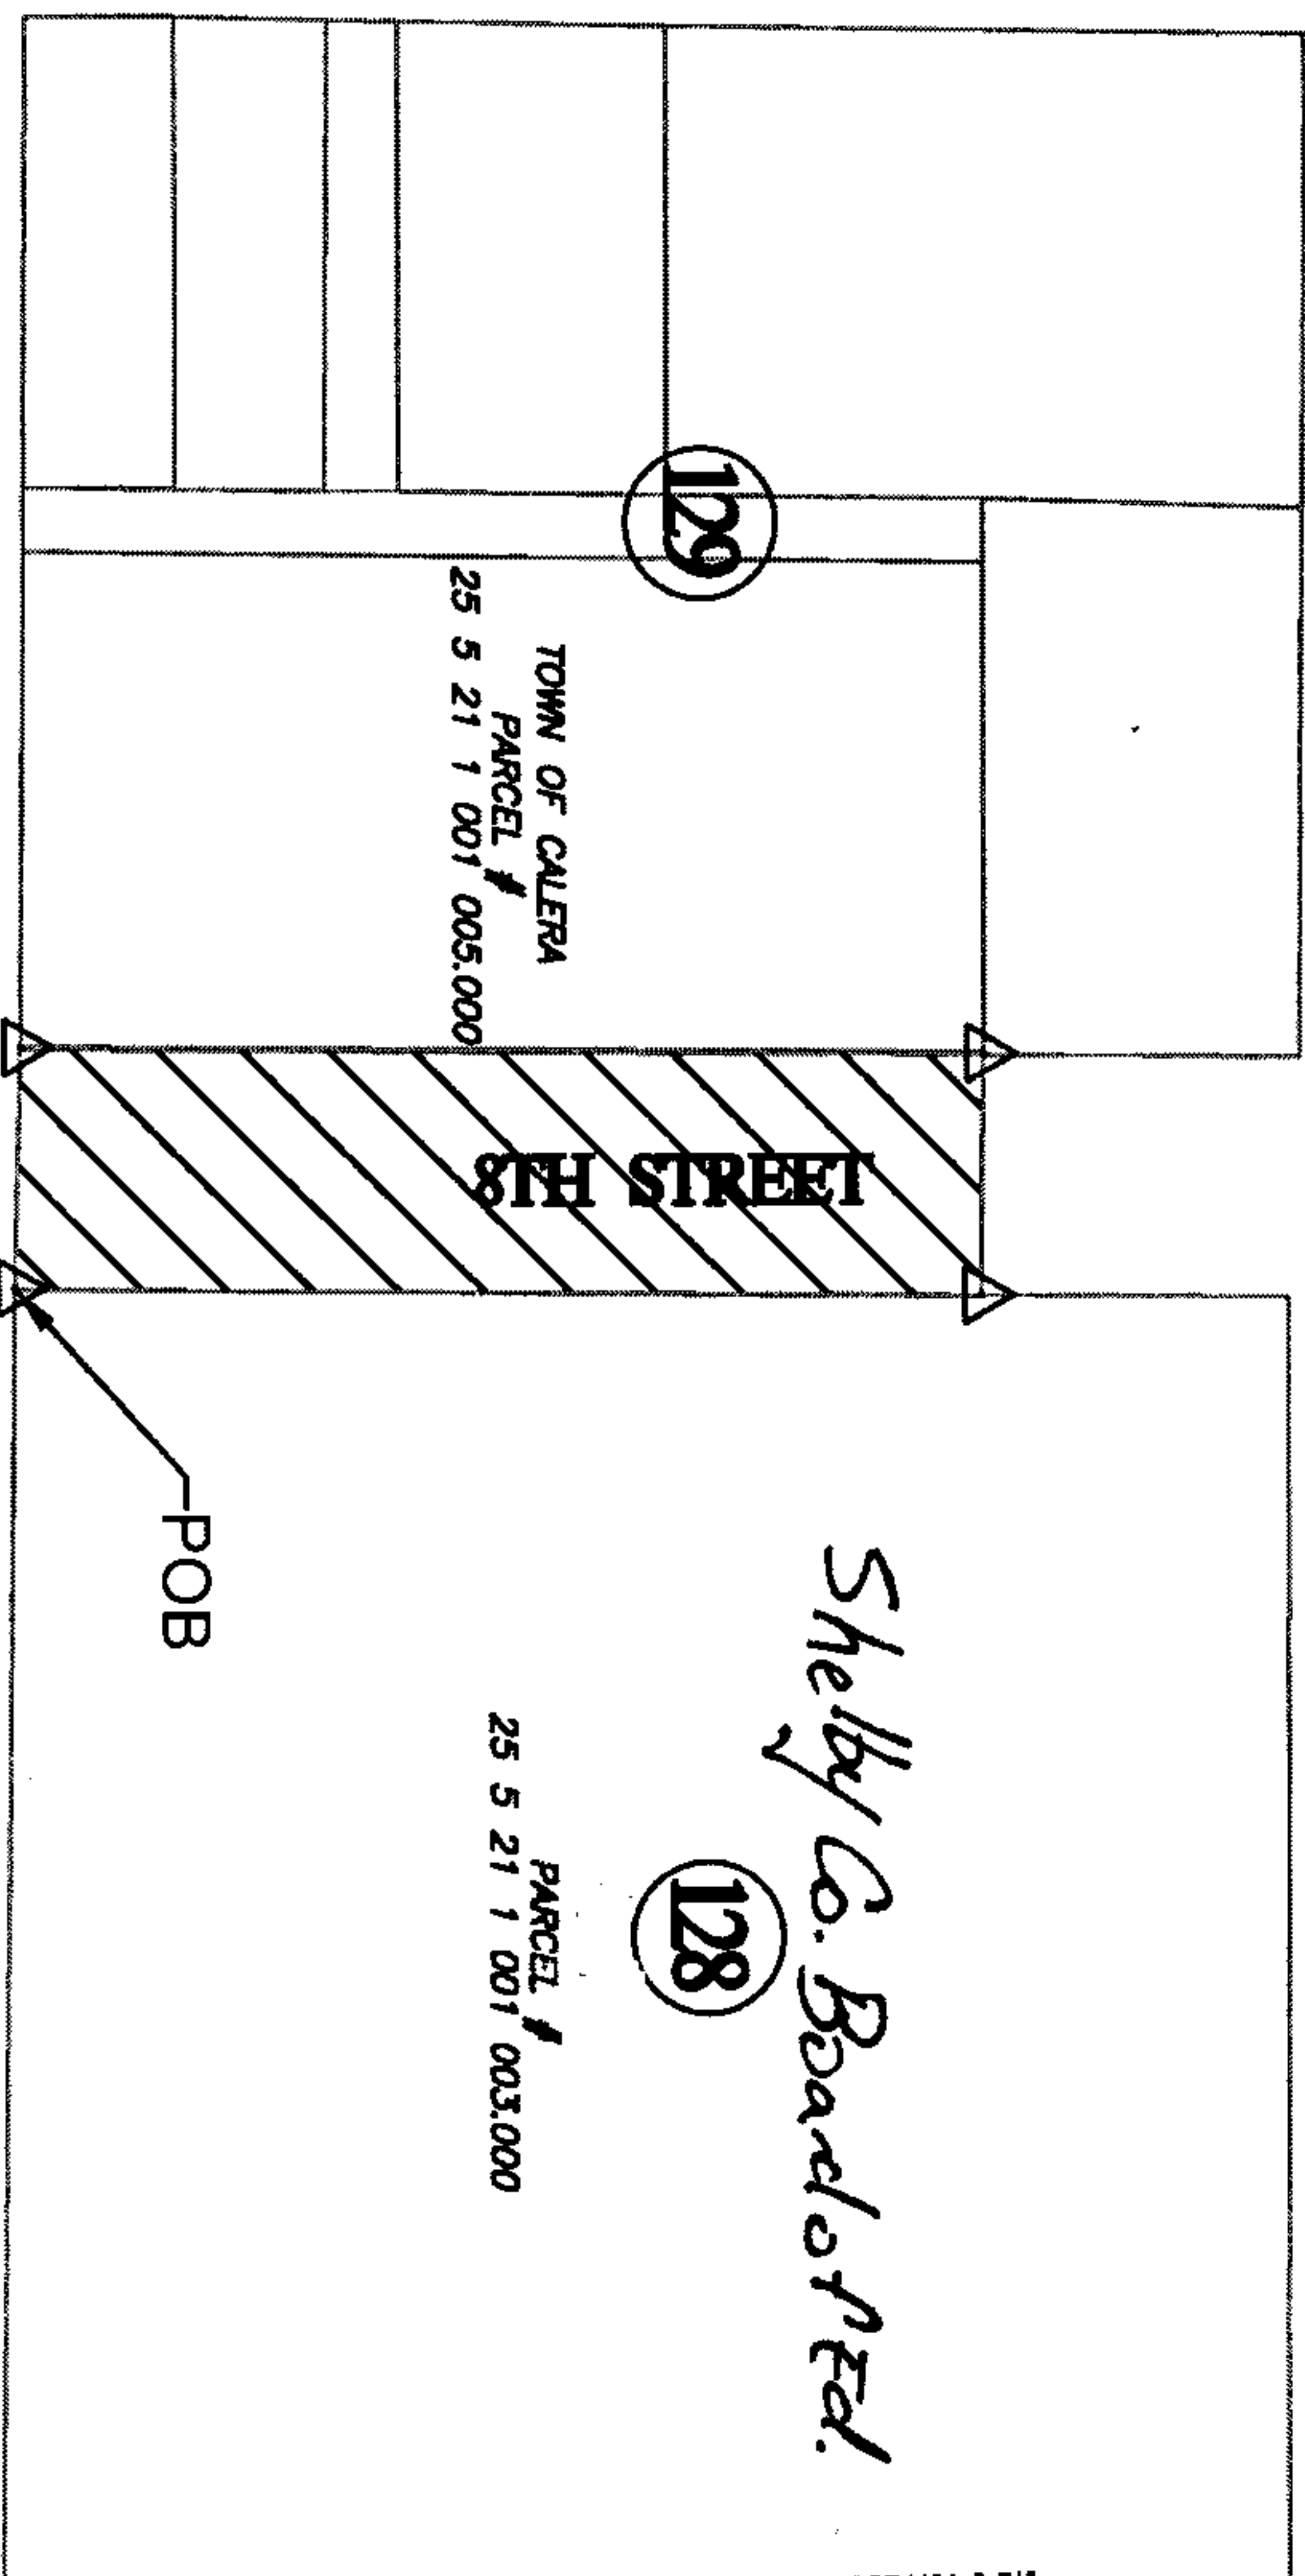 129
TOWN OF CALERA
PARCEL #
25 5 21 1 001 005.000
8TH STREET
POB
Shelby Co. Board of Ed.
128
PARCEL #
25 5 21 1 001 003.000